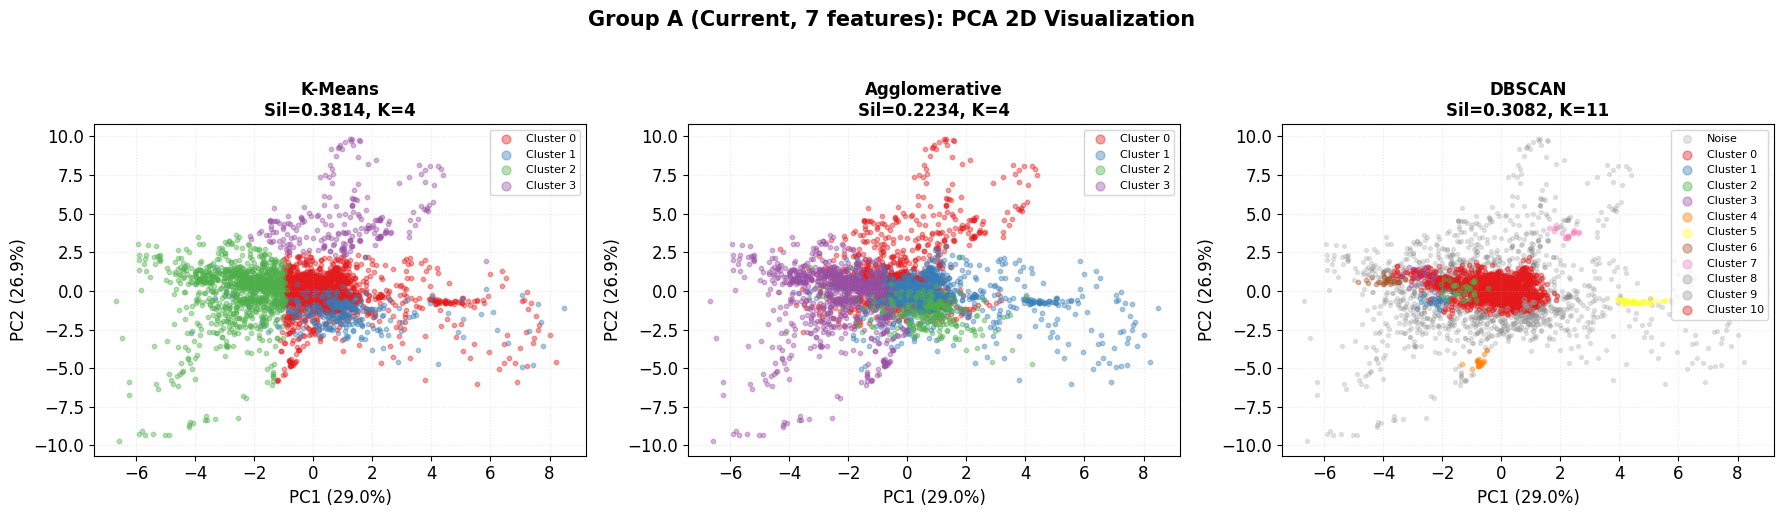 Group A (Current, 7 features): PCA 2D Visualization
K-Means
Sil=0.3814, K=4
10.0
7.5
5.0
2.5
0.0
−2.5
−5.0
−7.5
−10.0
PC2 (26.9%)
Cluster 0
Cluster 1
Cluster 2
Cluster 3
−6 −4 −2 0 2 4 6 8
PC1 (29.0%)
Agglomerative
Sil=0.2234, K=4
10.0
7.5
5.0
2.5
0.0
−2.5
−5.0
−7.5
−10.0
PC2 (26.9%)
Cluster 0
Cluster 1
Cluster 2
Cluster 3
−6 −4 −2 0 2 4 6 8
PC1 (29.0%)
DBSCAN
Sil=0.3082, K=11
10.0
7.5
5.0
2.5
0.0
−2.5
−5.0
−7.5
−10.0
PC2 (26.9%)
Noise
Cluster 0
Cluster 1
Cluster 2
Cluster 3
Cluster 4
Cluster 5
Cluster 6
Cluster 7
Cluster 8
Cluster 9
Cluster 10
−6 −4 −2 0 2 4 6 8
PC1 (29.0%)